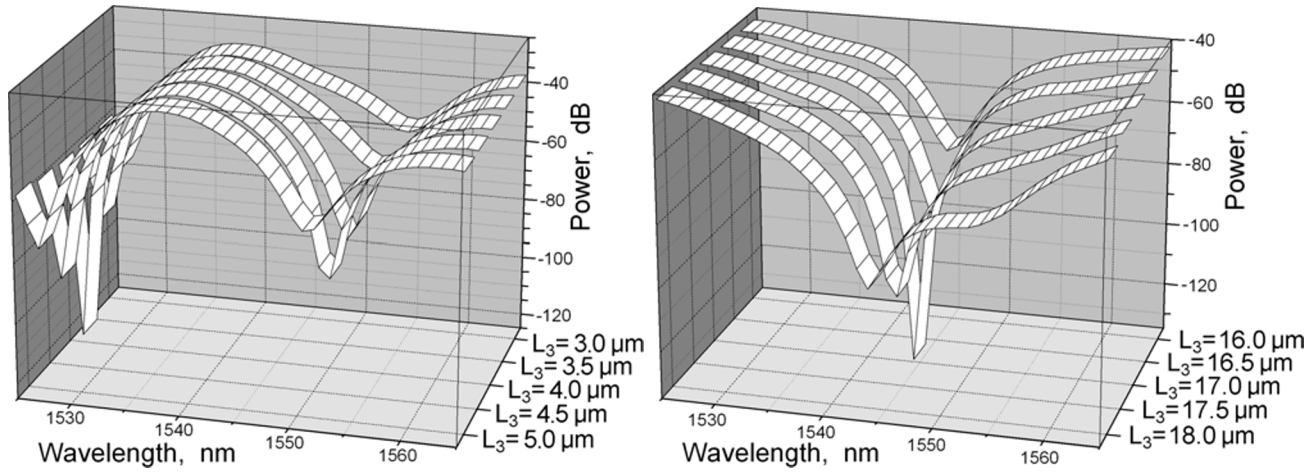 -40
-60
-80
-100
-120
Power, dB
L3= 3.0 µm
L3= 3.5 µm
L3= 4.0 µm
L3= 4.5 µm
L3= 5.0 µm
1530
1540
1550
1560
Wavelength, nm
-40
-60
-80
-100
-120
Power, dB
L3= 16.0 µm
L3= 16.5 µm
L3= 17.0 µm
L3= 17.5 µm
L3= 18.0 µm
1530
1540
1550
1560
Wavelength, nm